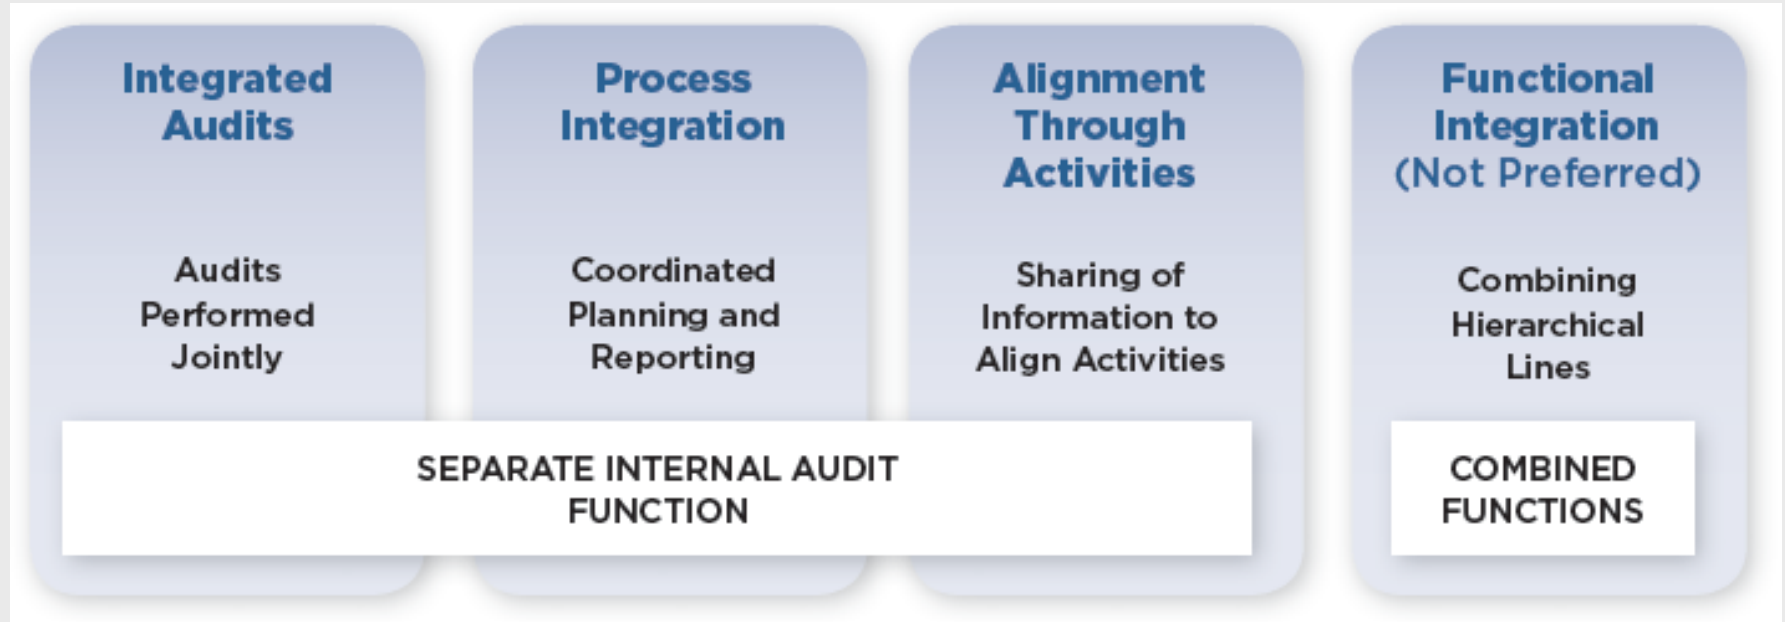 Integrated
Audits
Audits
Performed
Jointly
Process
Integration
Coordinated
Planning and
Reporting
Alignment
Through
Activities
Sharing of
Information to
Align Activities
SEPARATE INTERNAL AUDIT
FUNCTION
Functional
Integration
(Not Preferred)
Combining
Hierarchical
Lines
COMBINED
FUNCTIONS